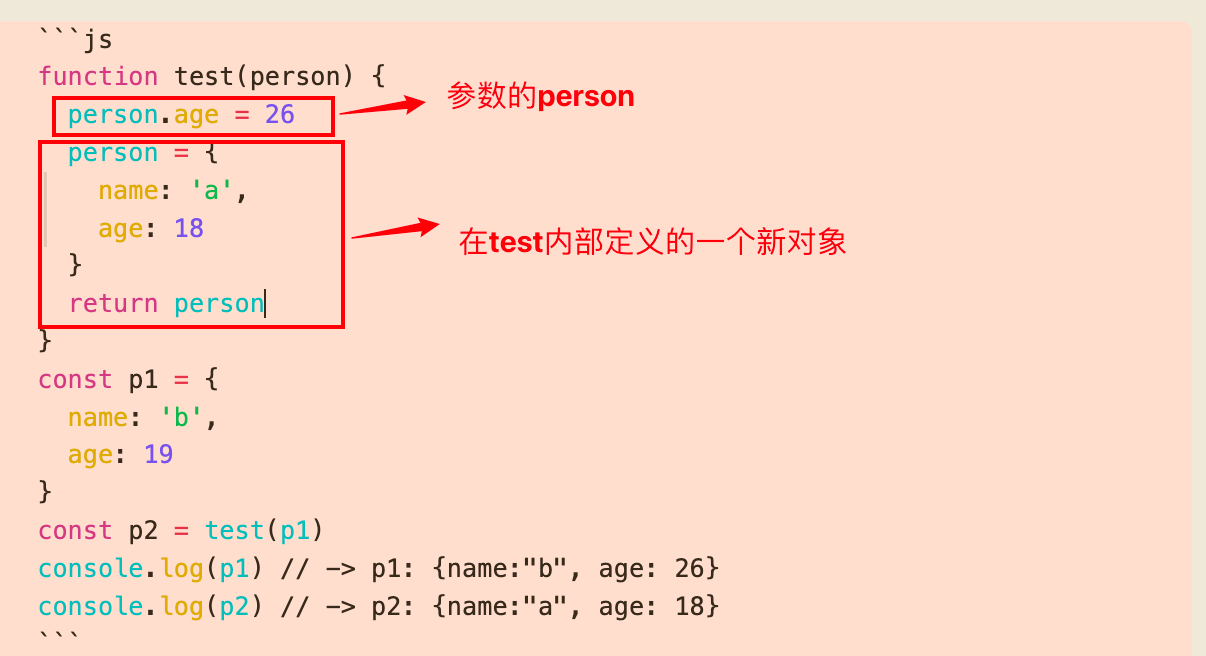 ```js
function test(person) {
person.age = 26
参数的person
person = {
name: 'a',
age: 18
在test内部定义的一个新对象
}
return person
}
const p1 = {
name: 'b',
age: 19
}
const p2 = test(p1)
console.log(p1) // -> p1: {name:"b", age: 26}
console.log(p2) // -> p2: {name:"a", age: 18}
```